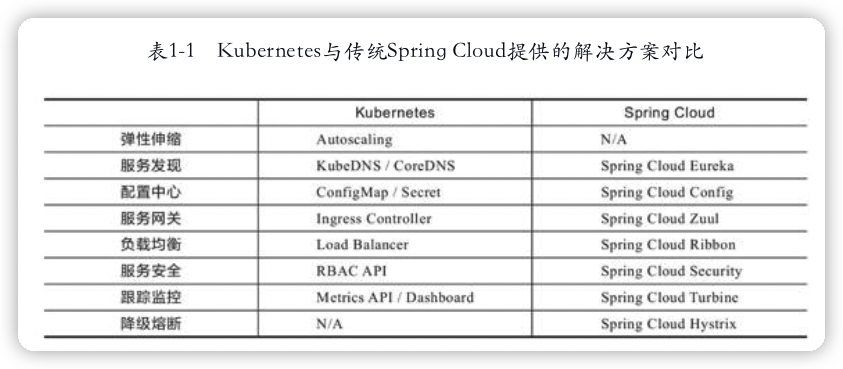 表1-1 Kubernetes与传统Spring Cloud提供的解决方案对比
Kubernetes Spring Cloud
弹性伸缩 Autoscaling N/A
服务发现 KubeDNS / CoreDNS Spring Cloud Eureka
配置中心 ConfigMap / Secret Spring Cloud Config
服务网关 Ingress Controller Spring Cloud Zuul
负载均衡 Load Balancer Spring Cloud Ribbon
服务安全 RBAC API Spring Cloud Security
跟踪监控 Metrics API / Dashboard Spring Cloud Turbine
降级熔断 N/A Spring Cloud Hystrix